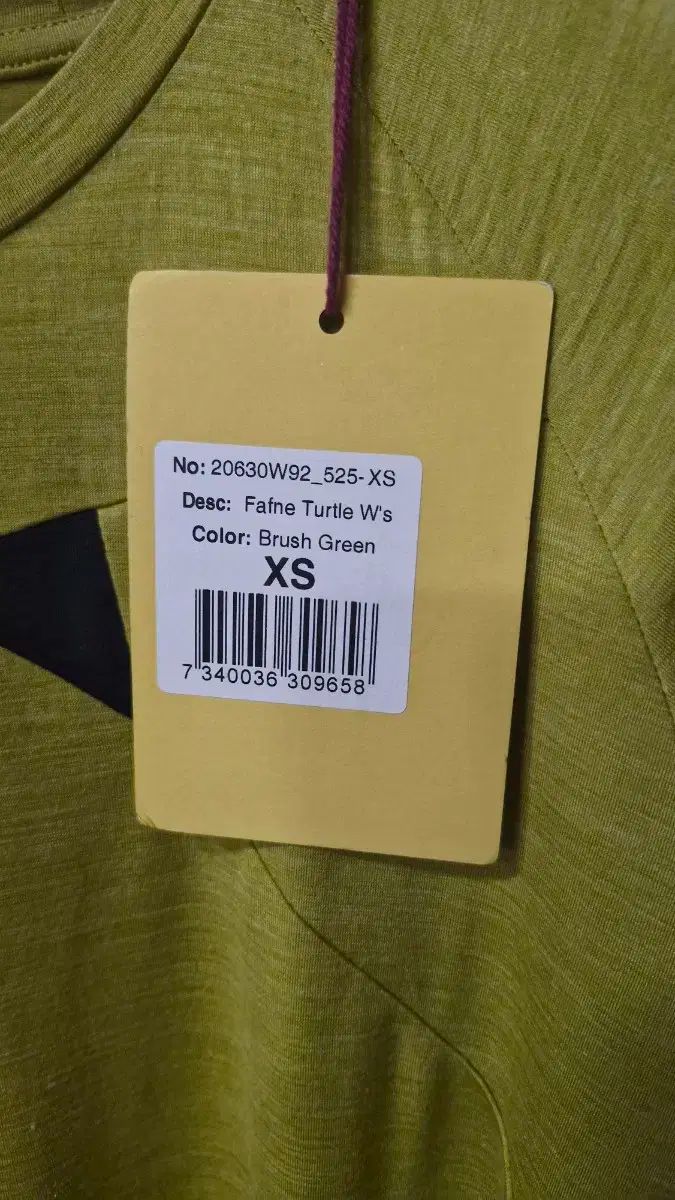 No: 20630W92_525-XS
Desc: Fafne Turtle W's
Color: Brush Green
XS
7 340036 309658